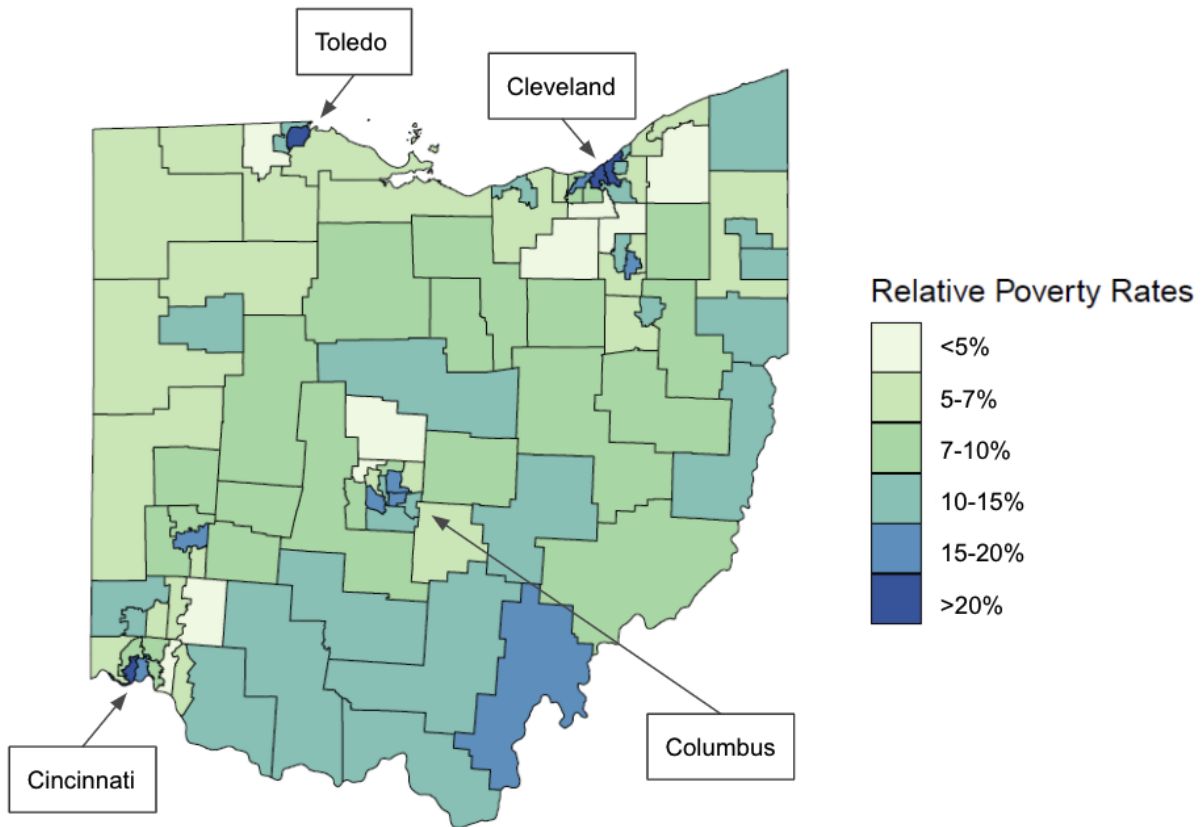 Toledo
Cleveland
Relative Poverty Rates
<5%
5-7%
7-10%
10-15%
15-20%
>20%
Columbus
Cincinnati